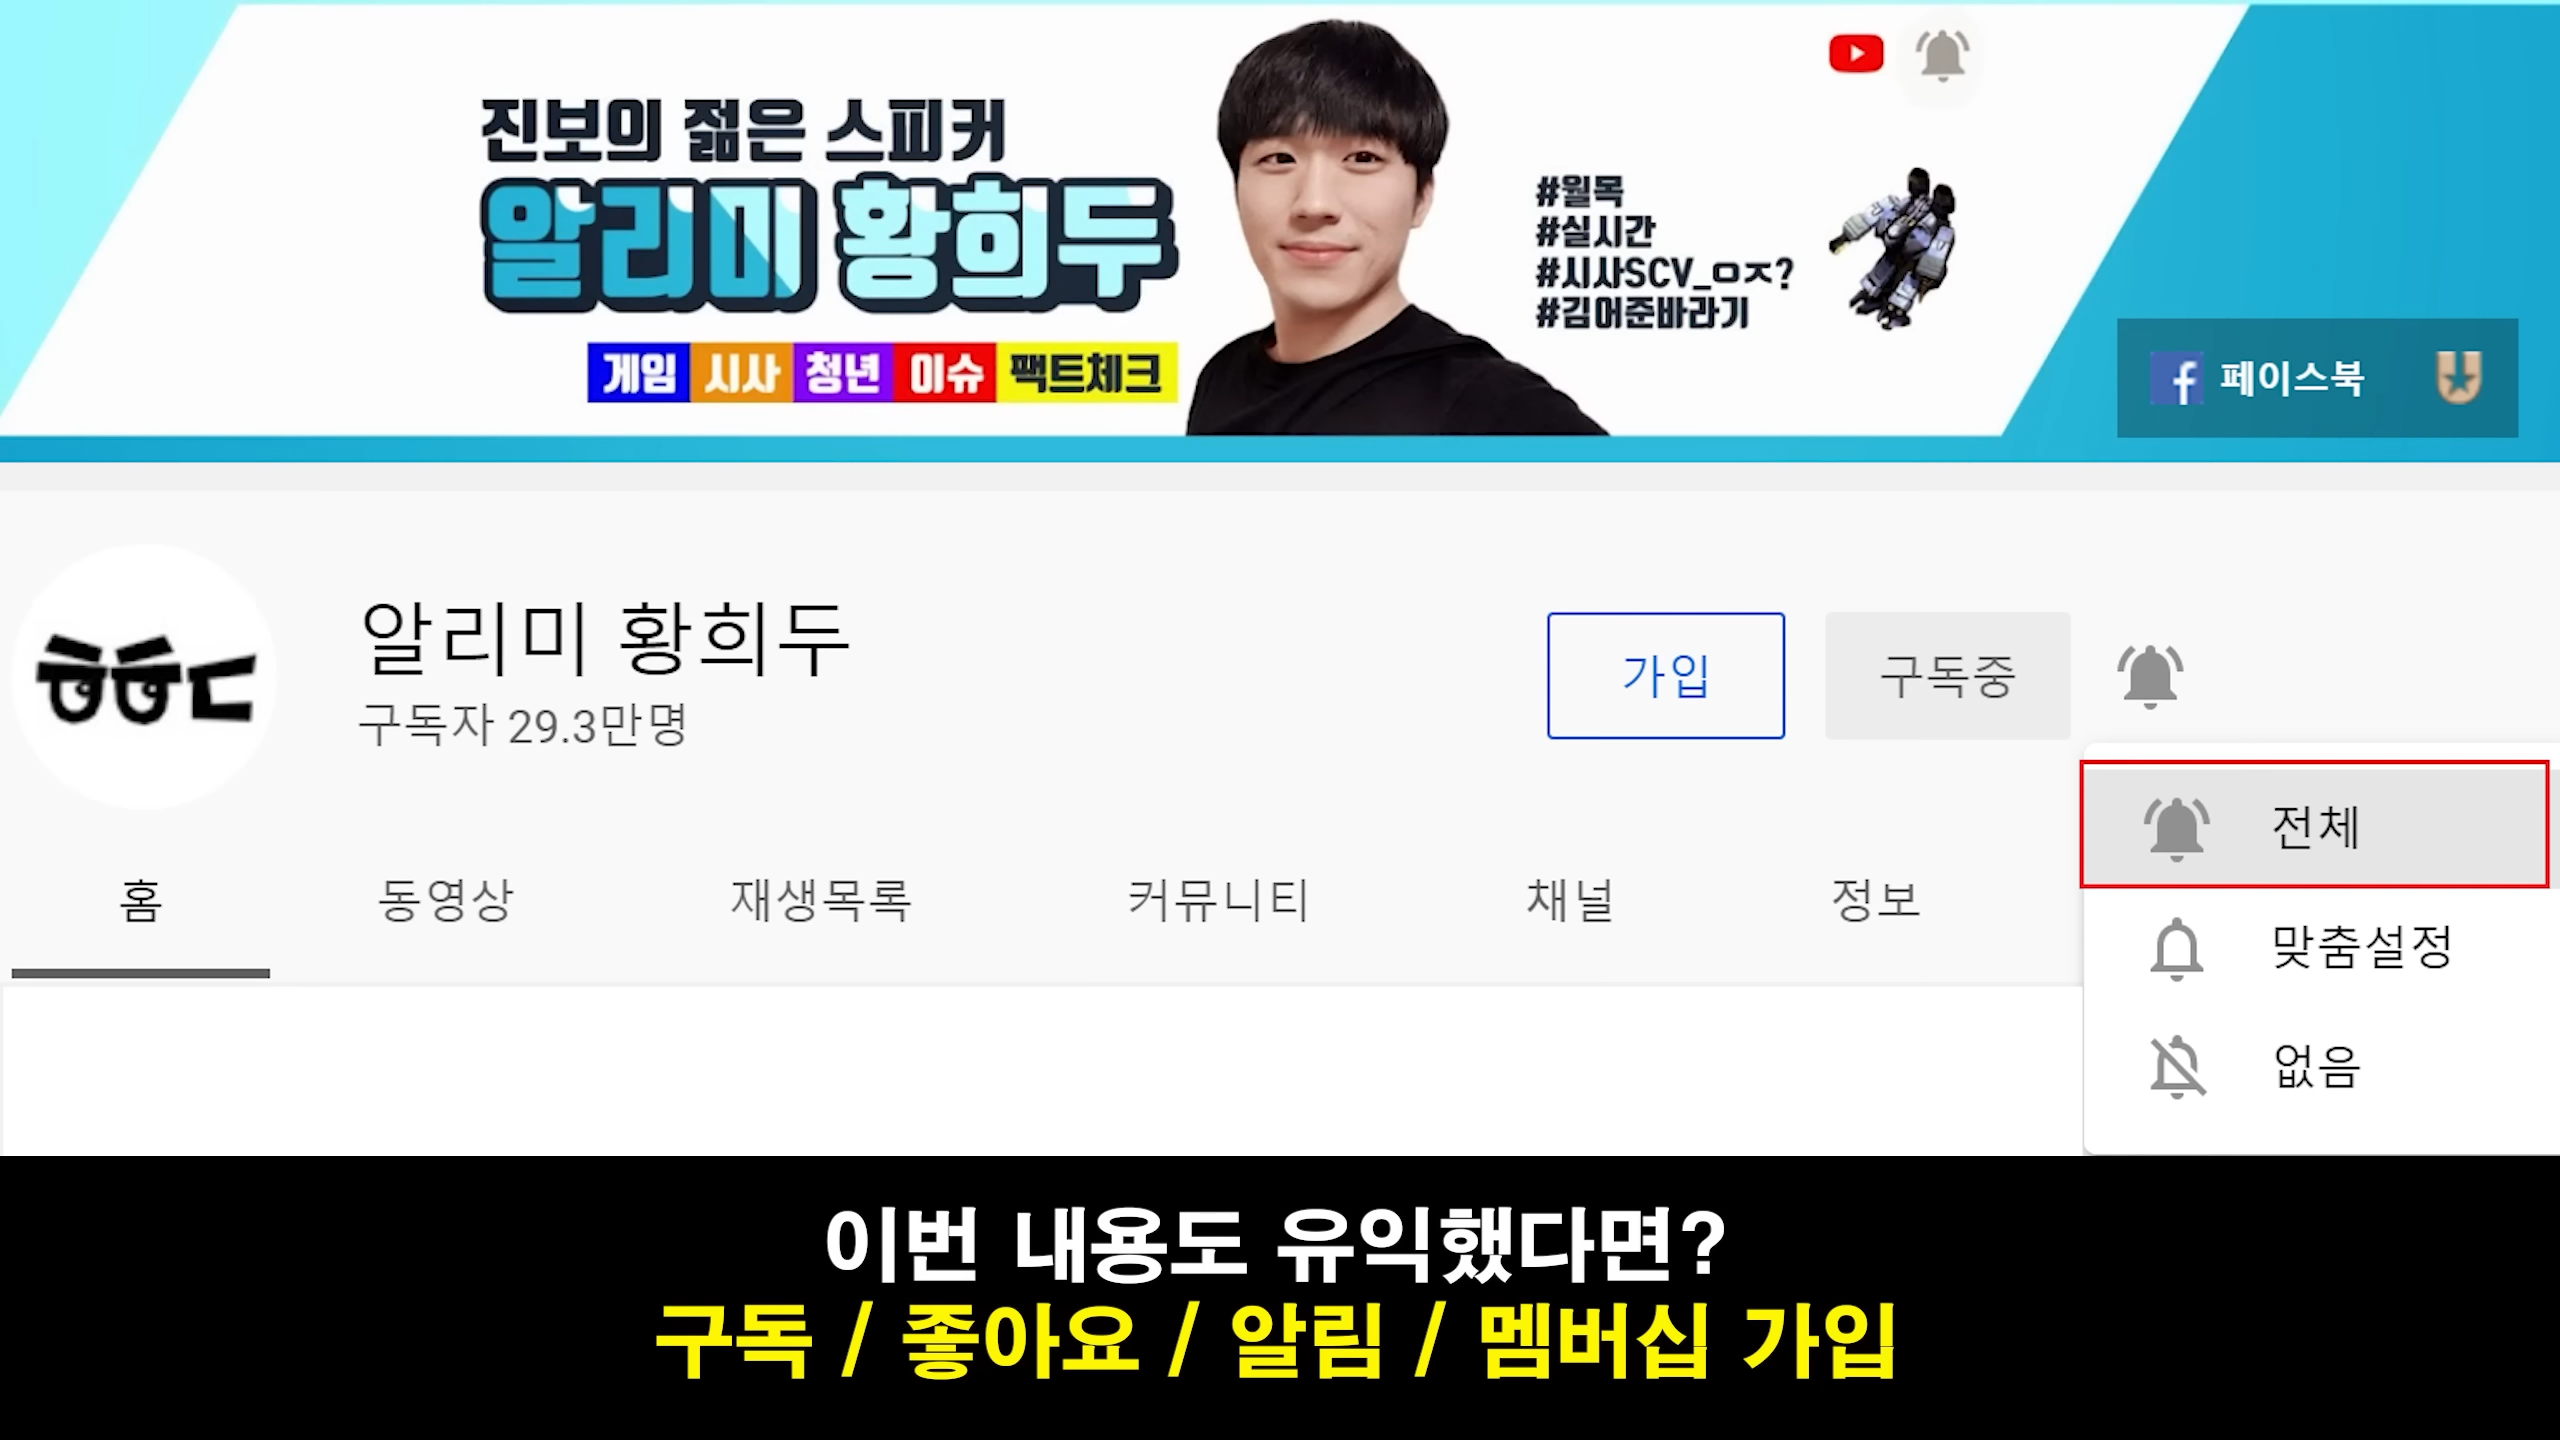 진보의 젊은 스피커
알리미 황희두
게임 시사 청년 이슈 팩트체크
#월목
#실시간
#시사SCV_ㅁㅈ?
#김어준바라기
페이스북
ㅎㅎㄷ
알리미 황희두
구독자 29.3만명
가입
구독중
홈 동영상 재생목록 커뮤니티 채널 정보
전체
맞춤설정
없음
이번 내용도 유익했다면?
구독 / 좋아요 / 알림 / 멤버십 가입